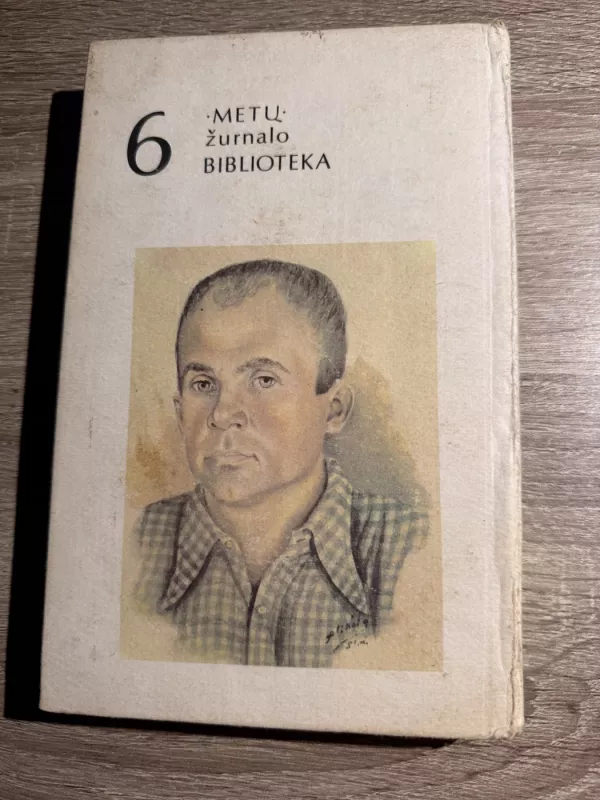 6
·METŲ·
žurnalo
BIBLIOTEKA